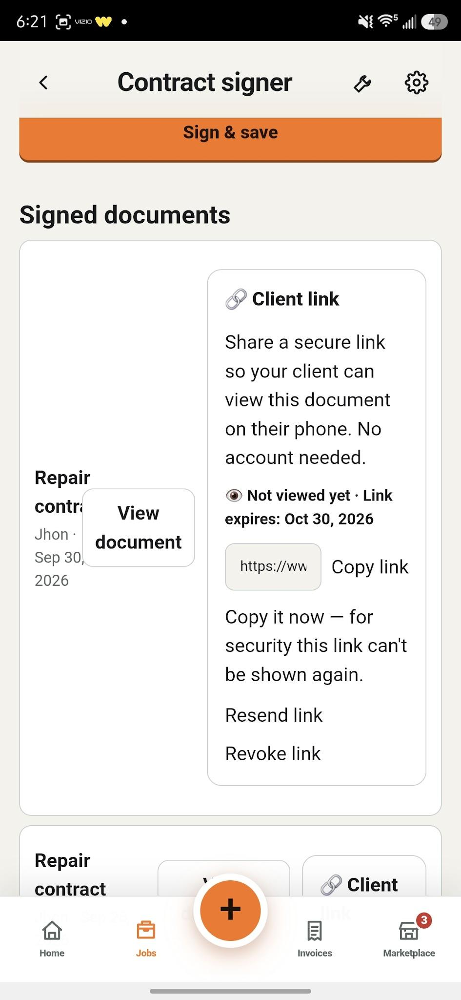 6:21
VIZIO
5
49
Contract signer
Sign & save
Signed documents
🔗 Client link
Share a secure link
so your client can
view this document
on their phone. No
account needed.
👁 Not viewed yet · Link
expires: Oct 30, 2026
https://ww
Copy link
Copy it now — for
security this link can't
be shown again.
Resend link
Revoke link
Repair
contra
Jhon ·
Sep 30,
2026
View
document
Repair
contract
🔗 Client
link
Home
Jobs
+
Invoices
3
Marketplace